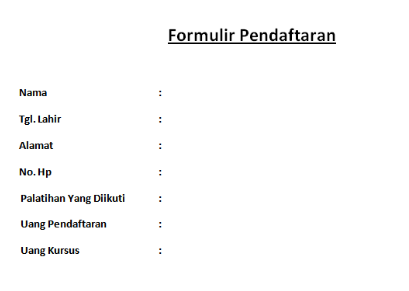 Formulir Pendaftaran
Nama :
Tgl. Lahir :
Alamat :
No. Hp :
Palatihan Yang Diikuti :
Uang Pendaftaran :
Uang Kursus :